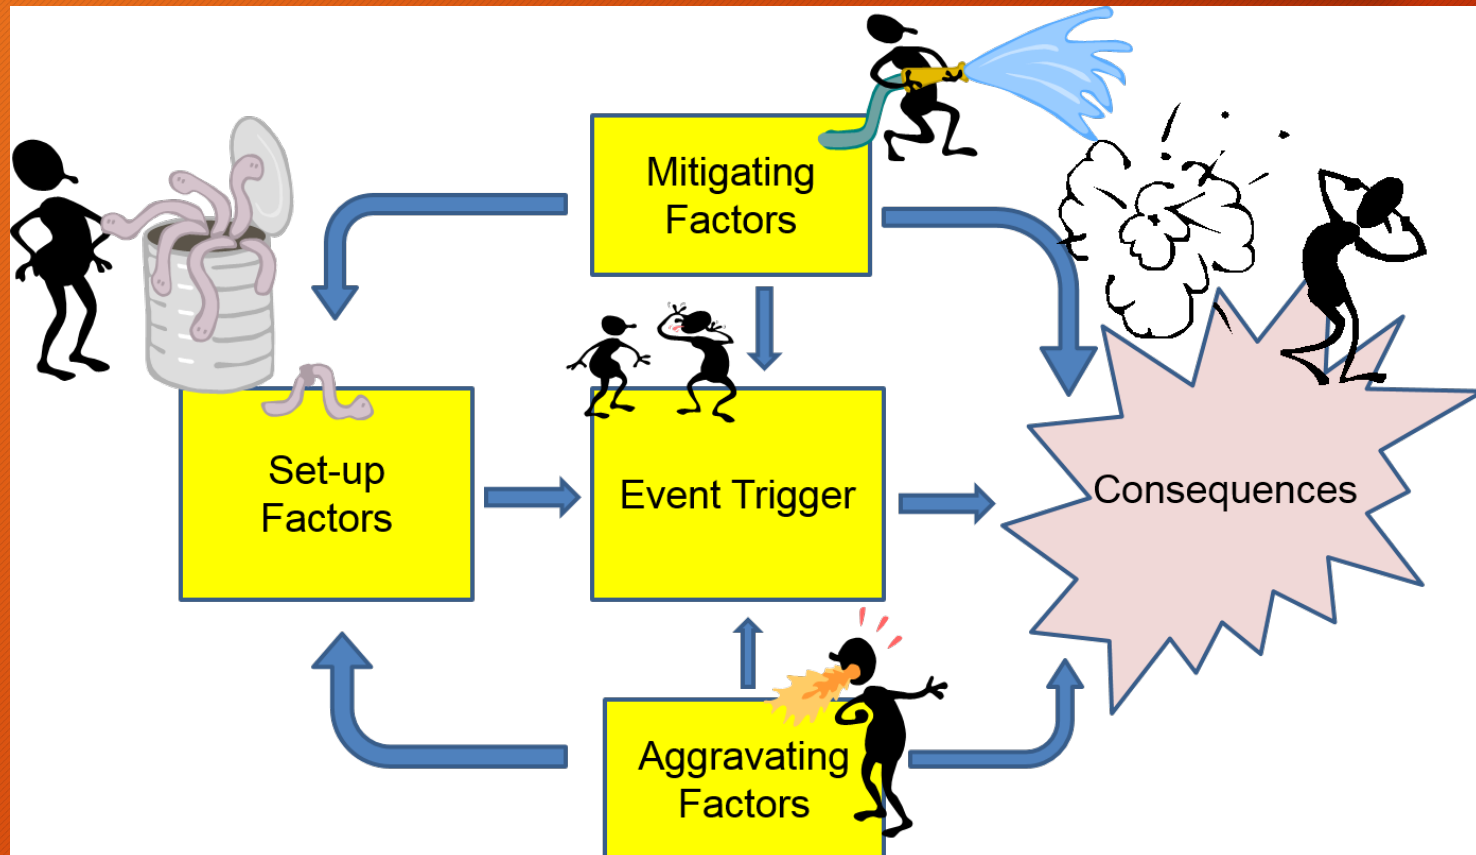 Mitigating
Factors
Set-up
Factors
Event Trigger
Consequences
Aggravating
Factors